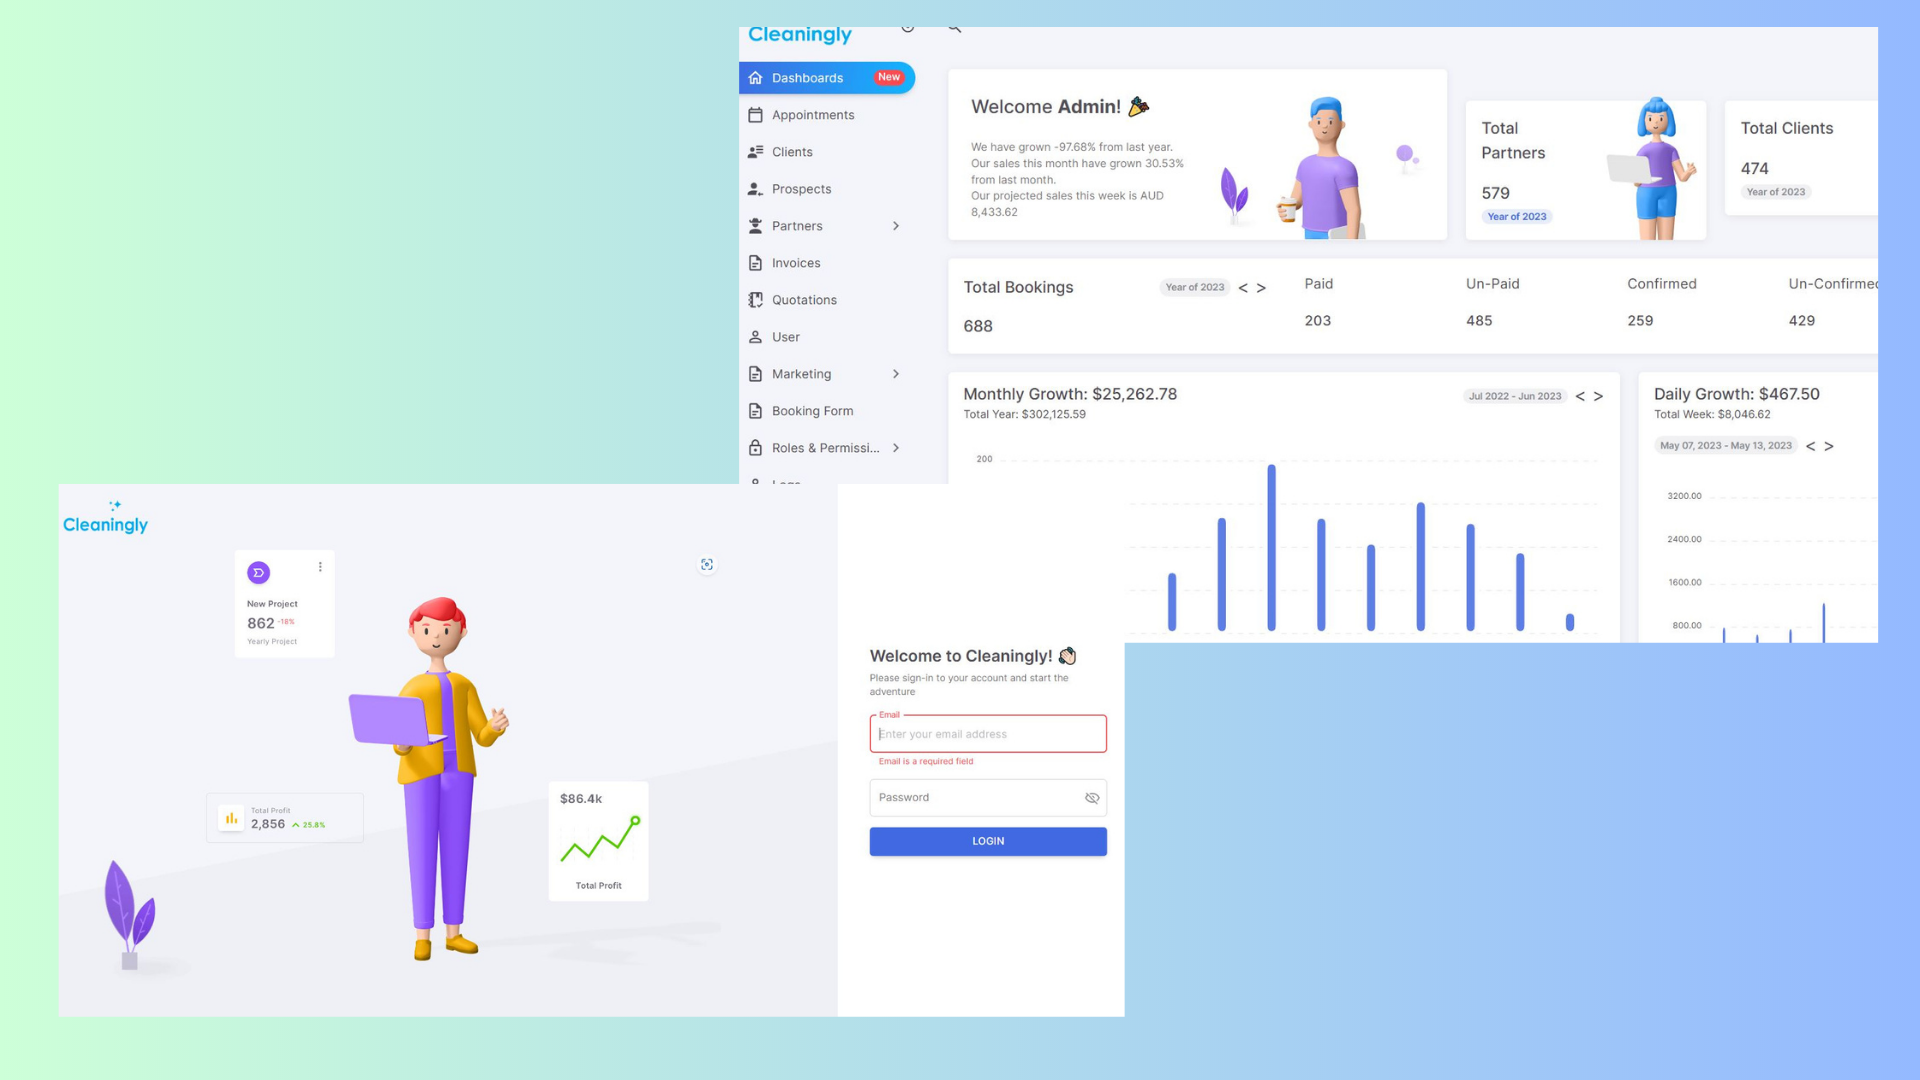 Cleaningly
Dashboards
New
Appointments
Clients
Prospects
Partners
Invoices
Quotations
User
Marketing
Booking Form
Roles & Permissi...
Welcome Admin!
We have grown -97.68% from last year.
Our sales this month have grown 30.53%
from last month.
Our projected sales this week is AUD
8,433.62
Total
Partners
579
Year of 2023
Total Clients
474
Year of 2023
Total Bookings
Year of 2023
< >
688
Paid
203
Un-Paid
485
Confirmed
259
Un-Confirmed
429
Monthly Growth: $25,262.78
Total Year: $302,125.59
Jul 2022 - Jun 2023
< >
200
Daily Growth: $467.50
Total Week: $8,046.62
May 07, 2023 - May 13, 2023
< >
3200.00
2400.00
1600.00
800.00
Cleaningly
New Project
862 -18%
Yearly Project
Total Profit
2,856 25.8%
$86.4k
Total Profit
Welcome to Cleaningly!
Please sign-in to your account and start the
adventure
Email
Enter your email address
Email is a required field
Password
LOGIN